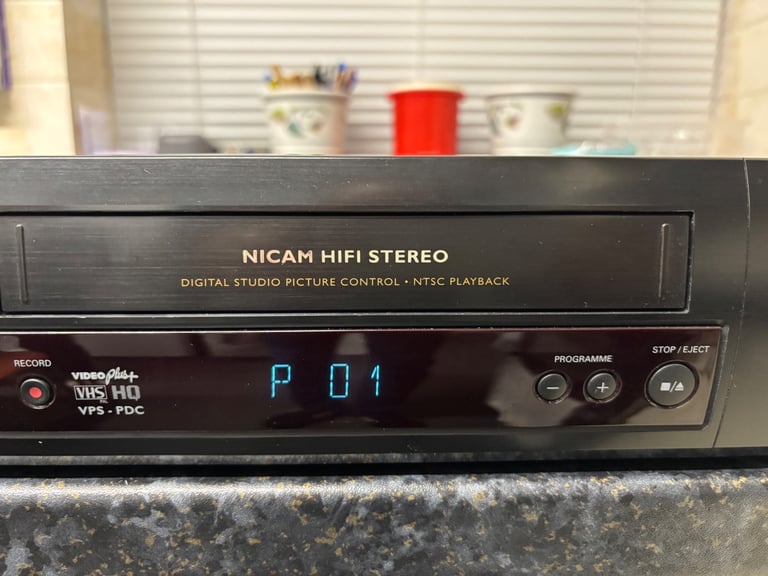 NICAM HIFI STEREO
DIGITAL STUDIO PICTURE CONTROL • NTSC PLAYBACK
RECORD
VIDEO Plus+
VHS HQ
PAL
VPS - PDC
P 01
PROGRAMME
− +
STOP / EJECT
■/⏏